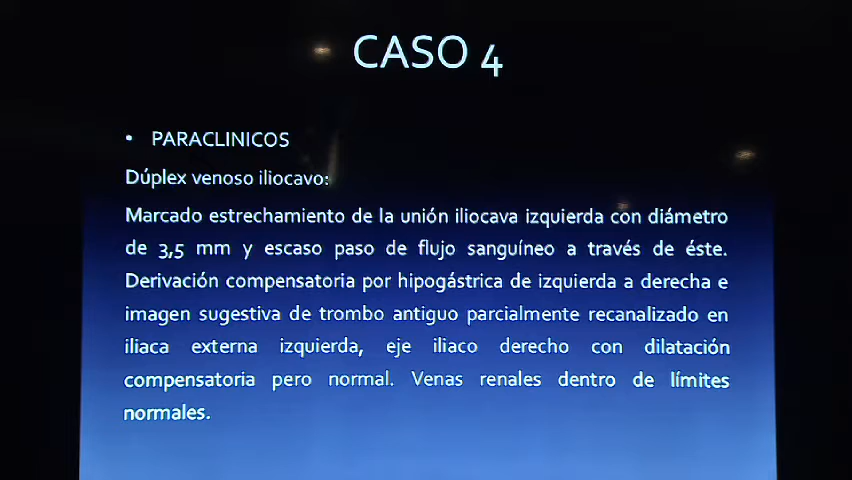 CASO 4
• PARACLINICOS
Dúplex venoso iliocavo:
Marcado estrechamiento de la unión iliocava izquierda con diámetro
de 3,5 mm y escaso paso de flujo sanguíneo a través de éste.
Derivación compensatoria por hipogástrica de izquierda a derecha e
imagen sugestiva de trombo antiguo parcialmente recanalizado en
iliaca externa izquierda, eje iliaco derecho con dilatación
compensatoria pero normal. Venas renales dentro de límites
normales.